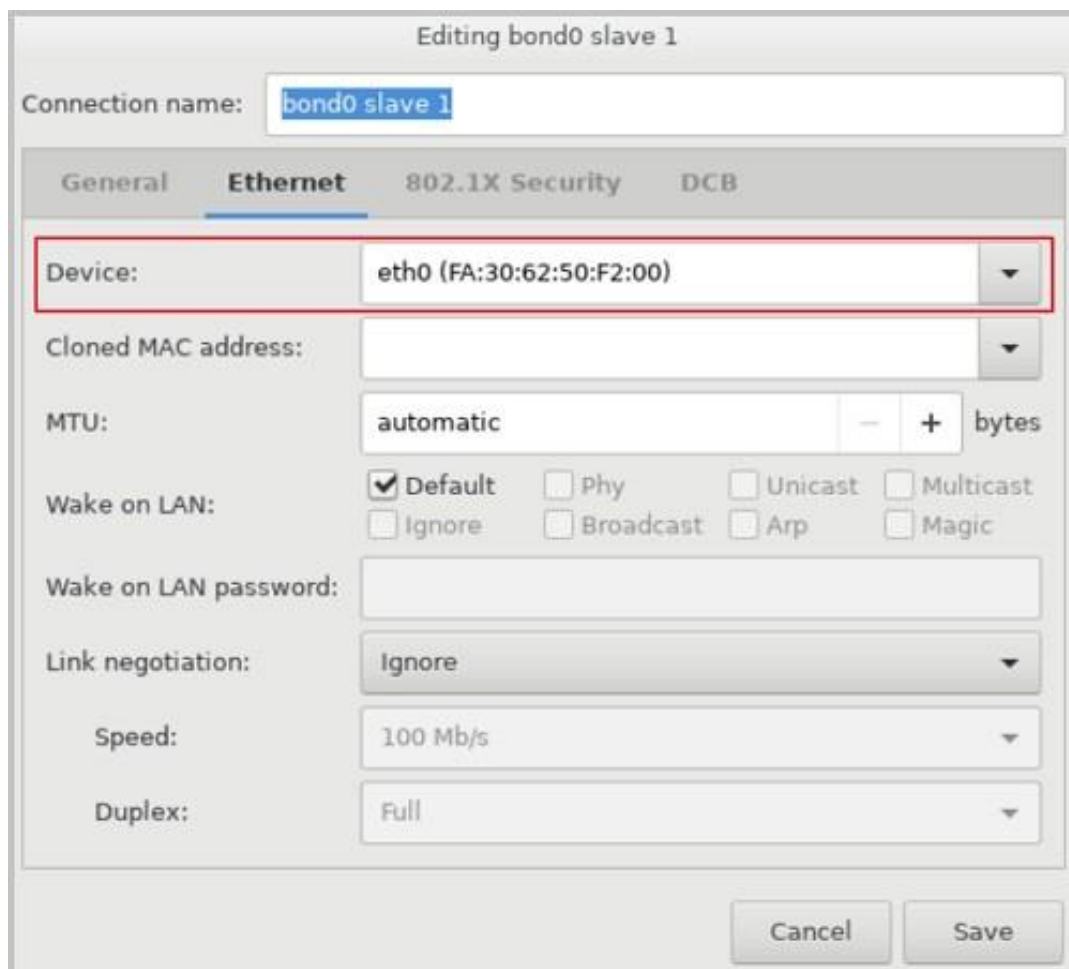 Editing bond0 slave 1
Connection name: bond0 slave 1
General Ethernet 802.1X Security DCB
Device: eth0 (FA:30:62:50:F2:00)
Cloned MAC address:
MTU: automatic − + bytes
Wake on LAN: Default Phy Unicast Multicast
Ignore Broadcast Arp Magic
Wake on LAN password:
Link negotiation: Ignore
Speed: 100 Mb/s
Duplex: Full
Cancel Save